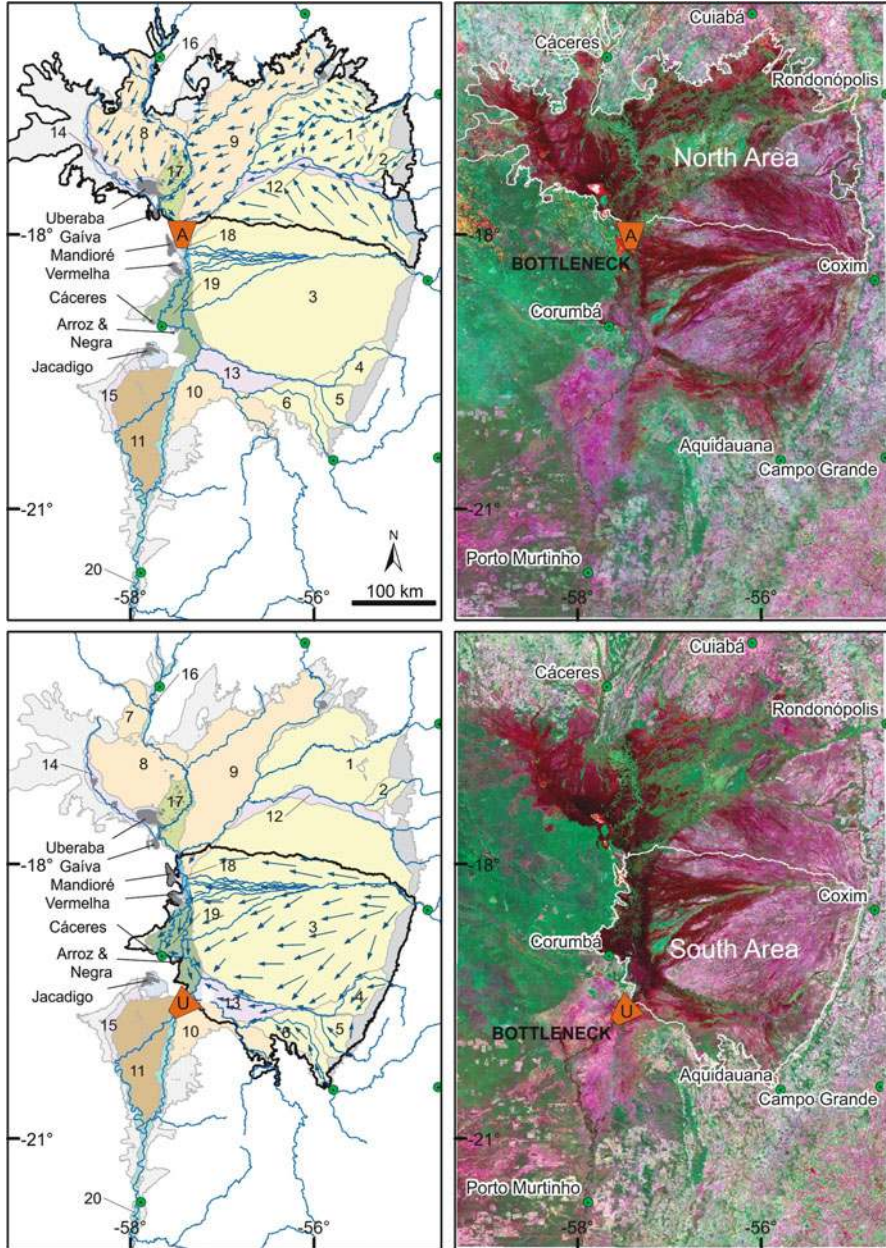 16
7
14
8
9
1
2
17
12
Uberaba
Gaíva
-18°
A
18
Mandioré
Vermelha
19
3
Cáceres
Arroz &
Negra
Jacadigo
13
4
15
10
6
5
11
-21°
N
20
100 km
-58°
-56°
Cuiabá
Cáceres
Rondonópolis
North Area
-18°
A
BOTTLENECK
Coxim
Corumbá
Aquidauana
Campo Grande
-21°
Porto Murtinho
-58°
-56°
16
7
14
8
9
1
2
17
12
Uberaba
Gaíva
-18°
18
Mandioré
Vermelha
19
3
Cáceres
Arroz &
Negra
Jacadigo
4
13
U
15
10
6
5
11
-21°
20
-58°
-56°
Cuiabá
Cáceres
Rondonópolis
-18°
Coxim
Corumbá
South Area
U
BOTTLENECK
Aquidauana
Campo Grande
-21°
Porto Murtinho
-58°
-56°